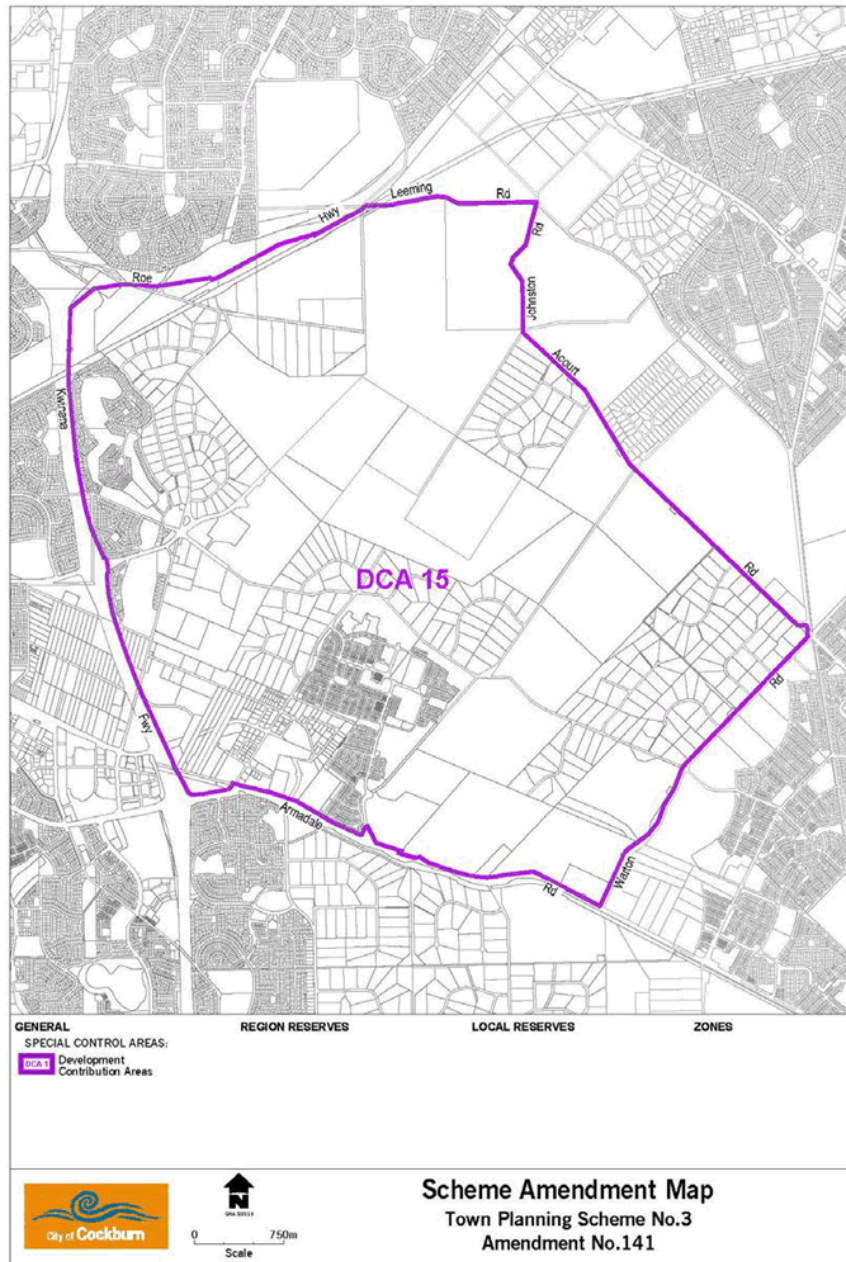 Leeming Rd
Hwy
Rd
Roe
Johnston
Acourt
Kwinana
DCA 15
Rd
Rd
Fwy
Armadale
Rd
Warton
GENERAL REGION RESERVES LOCAL RESERVES ZONES
SPECIAL CONTROL AREAS:
DCA 1 Development
Contribution Areas
Scheme Amendment Map
N
Town Planning Scheme No.3
City of Cockburn
0 750m
Amendment No.141
Scale